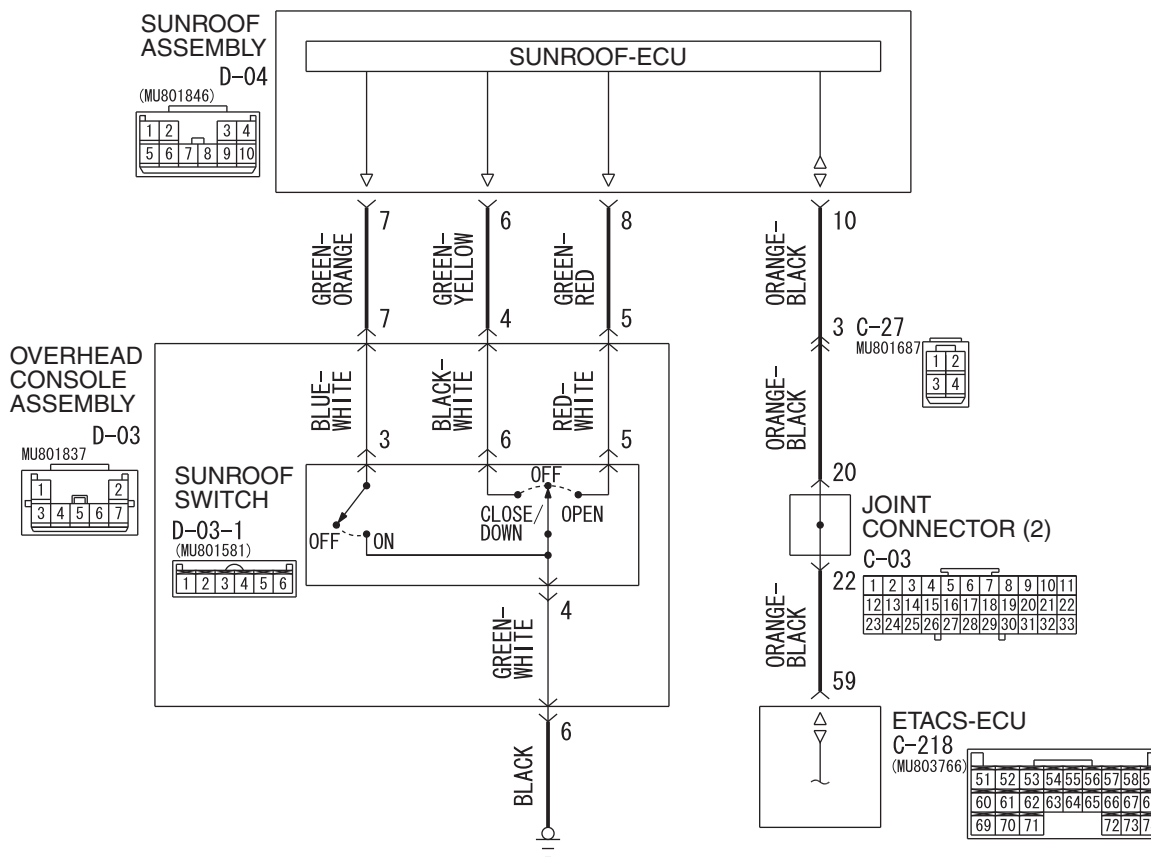 SUNROOF
ASSEMBLY
D-04
(MU801846)
1 2 3 4
5 6 7 8 9 10
SUNROOF-ECU
7 6 8 10
GREEN-
ORANGE
GREEN-
YELLOW
GREEN-
RED
ORANGE-
BLACK
7 4 5
3 C-27
MU801687
1 2
3 4
OVERHEAD
CONSOLE
ASSEMBLY
D-03
MU801837
1 2
3 4 5 6 7
BLUE-
WHITE
BLACK-
WHITE
RED-
WHITE
ORANGE-
BLACK
3 6 5
20
SUNROOF
SWITCH
D-03-1
(MU801581)
1 2 3 4 5 6
OFF ON
OFF
CLOSE/
DOWN
OPEN
JOINT
CONNECTOR (2)
C-03
22
1 2 3 4 5 6 7 8 9 10 11
12 13 14 15 16 17 18 19 20 21 22
23 24 25 26 27 28 29 30 31 32 33
4
GREEN-
WHITE
ORANGE-
BLACK
59
6
BLACK
ETACS-ECU
C-218
(MU803766)
51 52 53 54 55 56 57 58
60 61 62 63 64 65 66 67
69 70 71 72 73